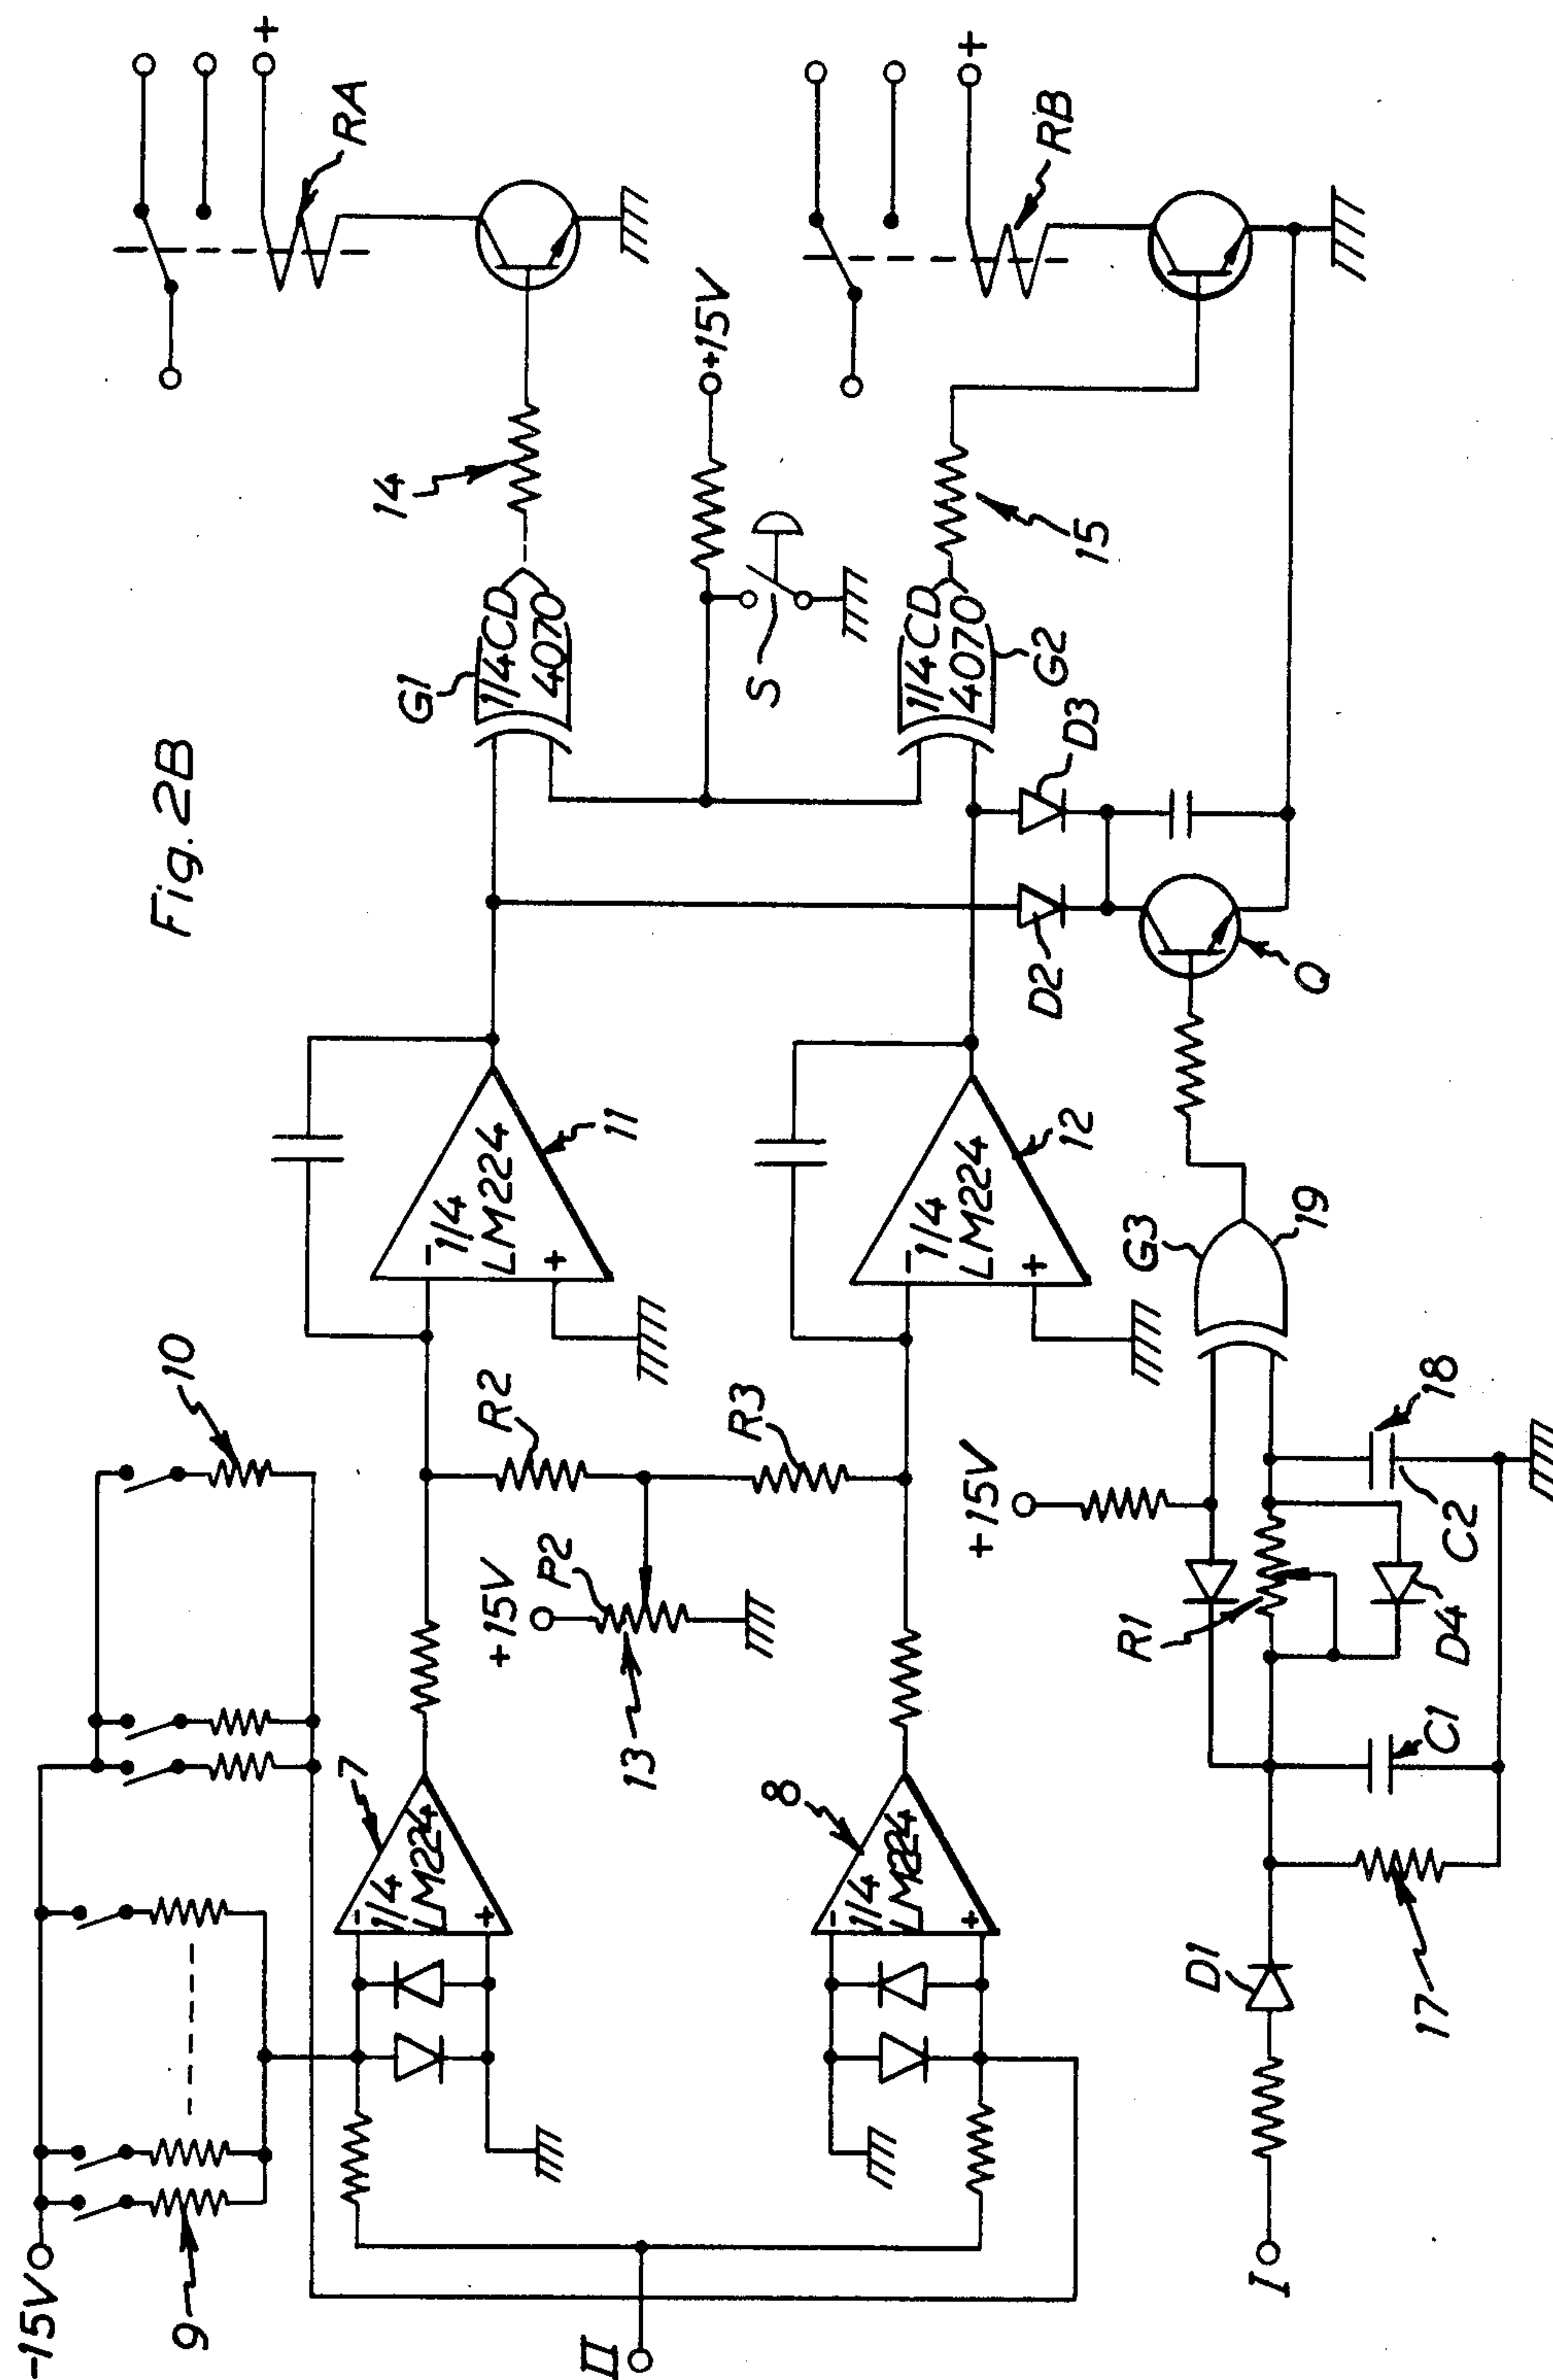 Fig. 2B
-15V
9
10
RA
+
14
G1
1/4CD
4070
+15V
S
7
-
1/4
LM224
+
11
-
1/4
LM224
+
R2
+15V
P2
13
R3
8
-
1/4
LM224
+
12
-
1/4
LM224
+
1/4CD
4070
G2
15
RB
+
D3
D2
Q
II
I
D1
17
C1
R1
D4
C2
18
+15V
G3
19